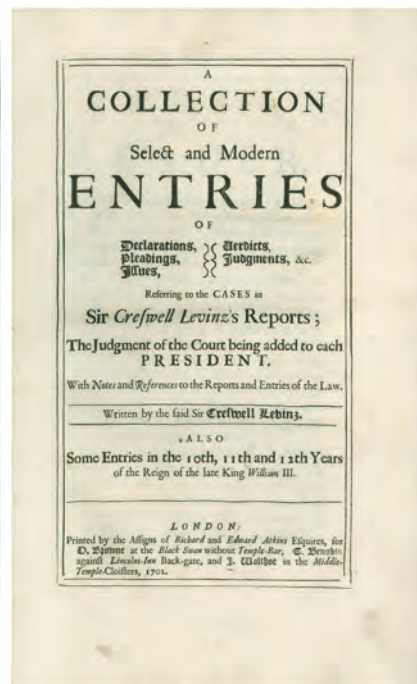 A
COLLECTION
OF
Select and Modern
ENTRIES
OF
Declarations, Verdicts,
Pleadings, Judgments, &c.
Issues,
Referring to the CASES in
Sir Creſwell Levinz's Reports;
The Judgment of the Court being added to each
PRESIDENT.
With Notes and References to the Reports and Entries of the Law.
Written by the ſaid Sir Creſwell Levinz.
ALSO
Some Entries in the 10th, 11th and 12th Years
of the Reign of the late King William III.
LONDON:
Printed by the Aſſigns of Richard and Edward Atkins Eſquires, for
D. Browne at the Black Swan without Temple-Bar, C. Benskin
againſt Lincolns-Inn Back-gate, and J. Walthoe in the Middle-
Temple-Cloiſters, 1702.